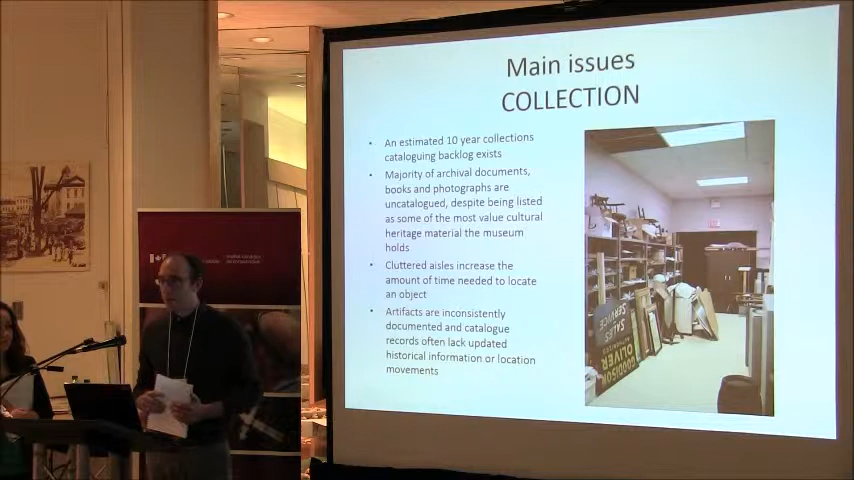 Main issues
COLLECTION
• An estimated 10 year collections
cataloguing backlog exists
• Majority of archival documents,
books and photographs are
uncatalogued, despite being listed
as some of the most value cultural
heritage material the museum
holds
• Cluttered aisles increase the
amount of time needed to locate
an object
• Artifacts are inconsistently
documented and catalogue
records often lack updated
historical information or location
movements
SERVICE
SALES
OLIVER
GOODISON